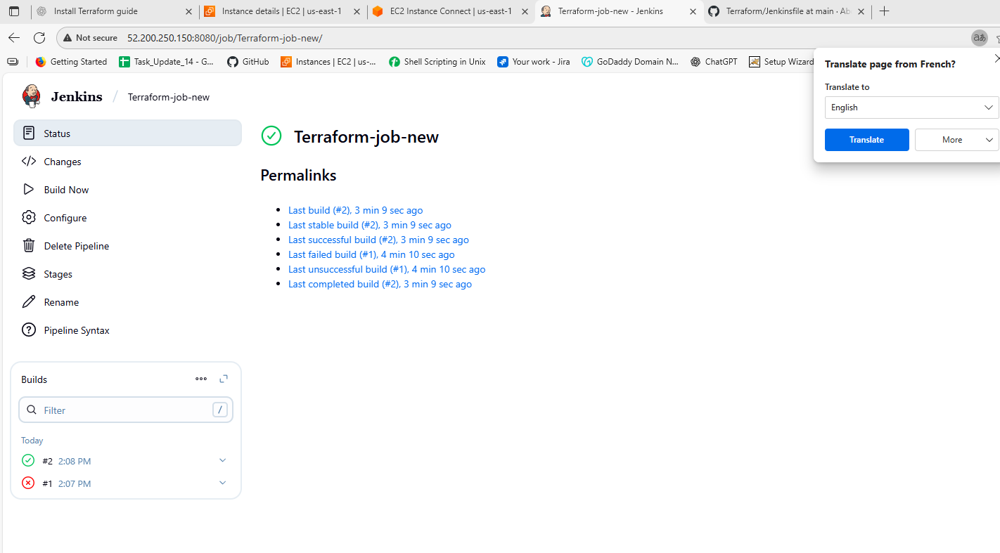 Install Terraform guide
Instance details | EC2 | us-east-1
EC2 Instance Connect | us-east-1
Terraform-job-new - Jenkins
Terraform/Jenkinsfile at main · Ab
Not secure
52.200.250.150:8080/job/Terraform-job-new/
Getting Started
Task_Update_14 - G...
GitHub
Instances | EC2 | us-...
Shell Scripting in Unix
Your work - Jira
GoDaddy Domain N...
ChatGPT
Setup Wizard
Translate page from French?
Translate to
English
Translate
More
Jenkins / Terraform-job-new
Status
Changes
Build Now
Configure
Delete Pipeline
Stages
Rename
Pipeline Syntax
Terraform-job-new
Permalinks
Last build (#2), 3 min 9 sec ago
Last stable build (#2), 3 min 9 sec ago
Last successful build (#2), 3 min 9 sec ago
Last failed build (#1), 4 min 10 sec ago
Last unsuccessful build (#1), 4 min 10 sec ago
Last completed build (#2), 3 min 9 sec ago
Builds
Filter /
Today
#2 2:08 PM
#1 2:07 PM